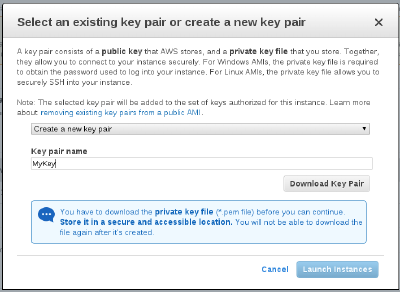 Select an existing key pair or create a new key pair ×
A key pair consists of a public key that AWS stores, and a private key file that you store. Together,
they allow you to connect to your instance securely. For Windows AMIs, the private key file is required
to obtain the password used to log into your instance. For Linux AMIs, the private key file allows you to
securely SSH into your instance.
Note: The selected key pair will be added to the set of keys authorized for this instance. Learn more
about removing existing key pairs from a public AMI.
Create a new key pair
Key pair name
MyKey
Download Key Pair
You have to download the private key file (*.pem file) before you can continue.
Store it in a secure and accessible location. You will not be able to download the
file again after it's created.
Cancel Launch Instances